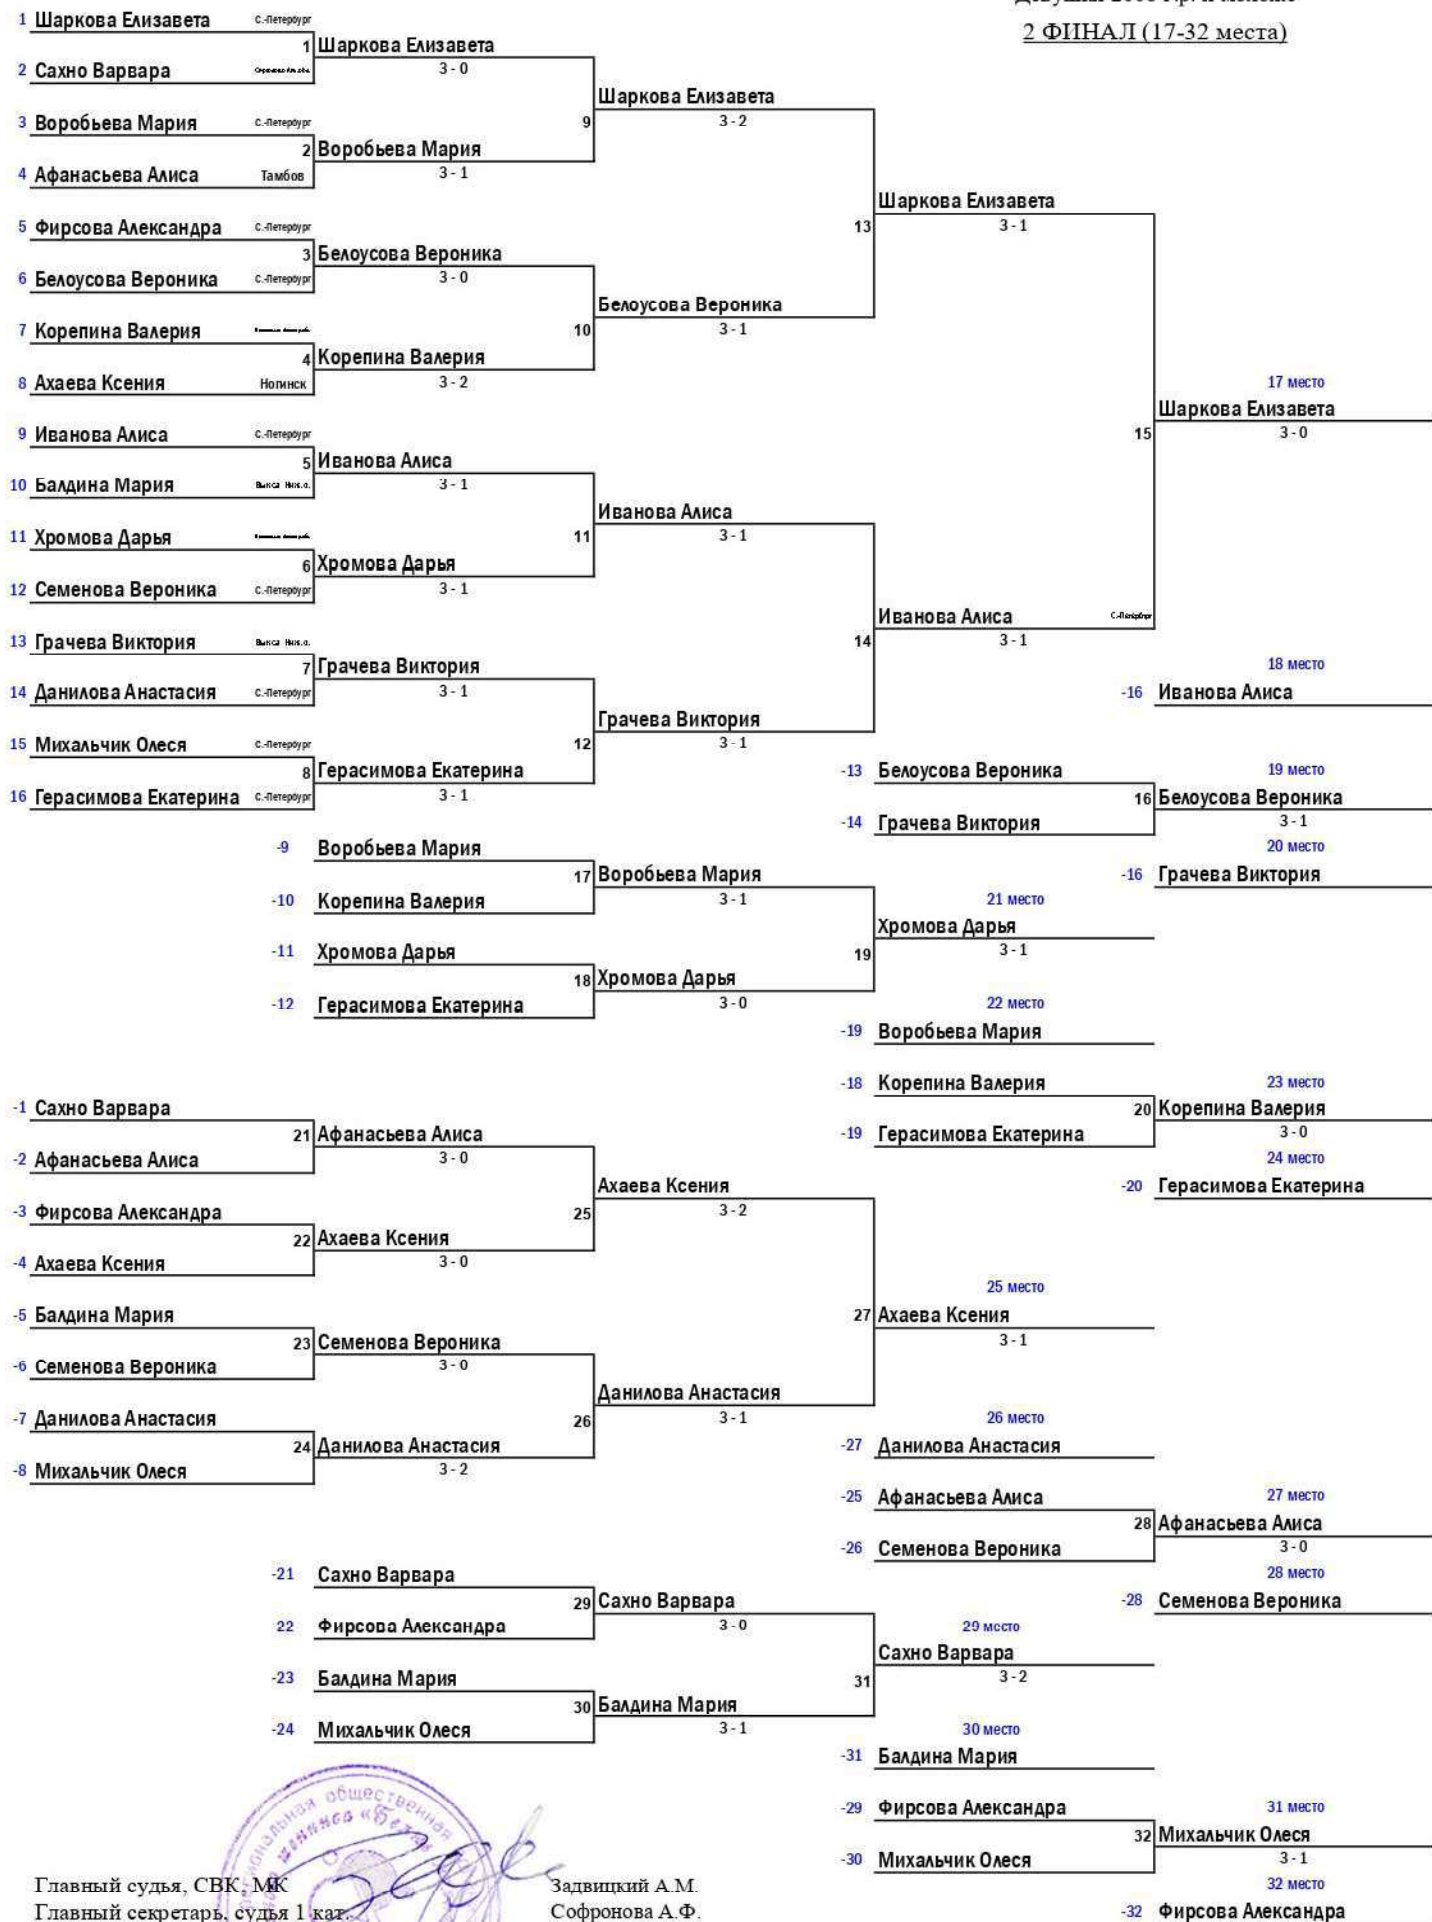 2 ФИНАЛ (17-32 места)
1 Шаркова Елизавета С.-Петербург
1 Шаркова Елизавета
3 - 0
2 Сахно Варвара
Шаркова Елизавета
9
3 - 2
3 Воробьева Мария С.-Петербург
2 Воробьева Мария
3 - 1
4 Афанасьева Алиса Тамбов
Шаркова Елизавета
13
3 - 1
5 Фирсова Александра С.-Петербург
3 Белоусова Вероника
3 - 0
6 Белоусова Вероника С.-Петербург
Белоусова Вероника
10
3 - 1
7 Корепина Валерия
4 Корепина Валерия
3 - 2
8 Ахаева Ксения Ногинск
17 место
Шаркова Елизавета
15
3 - 0
9 Иванова Алиса С.-Петербург
5 Иванова Алиса
3 - 1
10 Балдина Мария Выкса Ниж.о.
Иванова Алиса
11
3 - 1
11 Хромова Дарья
6 Хромова Дарья
3 - 1
12 Семенова Вероника С.-Петербург
Иванова Алиса С.-Петербург
14
3 - 1
13 Грачева Виктория Выкса Ниж.о.
7 Грачева Виктория
3 - 1
14 Данилова Анастасия С.-Петербург
18 место
-16 Иванова Алиса
Грачева Виктория
12
3 - 1
15 Михальчик Олеся С.-Петербург
8 Герасимова Екатерина
3 - 1
16 Герасимова Екатерина С.-Петербург
-13 Белоусова Вероника
19 место
16 Белоусова Вероника
3 - 1
-14 Грачева Виктория
20 место
-16 Грачева Виктория
-9 Воробьева Мария
17 Воробьева Мария
3 - 1
-10 Корепина Валерия
21 место
Хромова Дарья
19
3 - 1
-11 Хромова Дарья
18 Хромова Дарья
3 - 0
-12 Герасимова Екатерина
22 место
-19 Воробьева Мария
-18 Корепина Валерия
23 место
20 Корепина Валерия
3 - 0
-19 Герасимова Екатерина
24 место
-20 Герасимова Екатерина
-1 Сахно Варвара
21 Афанасьева Алиса
3 - 0
-2 Афанасьева Алиса
Ахаева Ксения
25
3 - 2
-3 Фирсова Александра
22 Ахаева Ксения
3 - 0
-4 Ахаева Ксения
25 место
27 Ахаева Ксения
3 - 1
-5 Балдина Мария
23 Семенова Вероника
3 - 0
-6 Семенова Вероника
Данилова Анастасия
26
3 - 1
-7 Данилова Анастасия
24 Данилова Анастасия
3 - 2
-8 Михальчик Олеся
26 место
-27 Данилова Анастасия
-25 Афанасьева Алиса
27 место
28 Афанасьева Алиса
3 - 0
-26 Семенова Вероника
28 место
-28 Семенова Вероника
-21 Сахно Варвара
29 Сахно Варвара
3 - 0
22 Фирсова Александра
29 место
Сахно Варвара
31
3 - 2
-23 Балдина Мария
30 Балдина Мария
3 - 1
-24 Михальчик Олеся
30 место
-31 Балдина Мария
-29 Фирсова Александра
31 место
32 Михальчик Олеся
3 - 1
-30 Михальчик Олеся
32 место
-32 Фирсова Александра
Главный судья, СВК, МК Задвицкий А.М.
Главный секретарь, судья 1 кат. Софронова А.Ф.